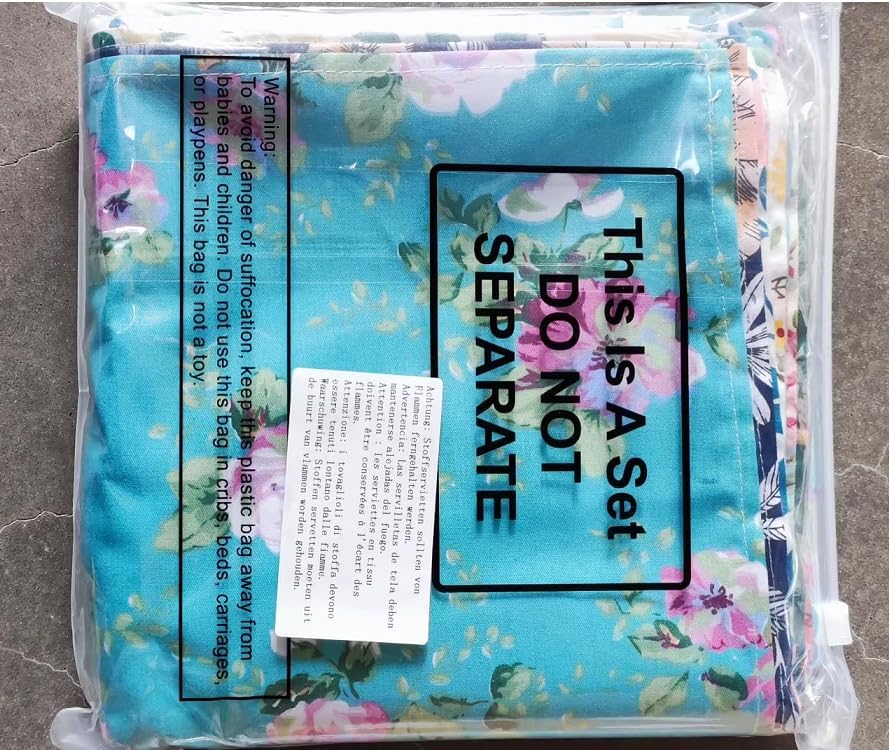 This Is A Set
DO NOT
SEPARATE
Achtung: Stoffservietten sollten von
Flammen ferngehalten werden.
Advertencia: Las servilletas de tela deben
mantenerse alejadas del fuego.
Attention : les serviettes en tissu
doivent être conservées à l'écart des
flammes.
Attenzione: i tovaglioli di stoffa devono
essere tenuti lontano dalle fiamme.
Waarschuwing: Stoffen servetten moeten uit
de buurt van vlammen worden gehouden.
Warning:
To avoid danger of suffocation, keep this plastic bag away from
babies and children. Do not use this bag in cribs, beds, carriages,
or playpens. This bag is not a toy.